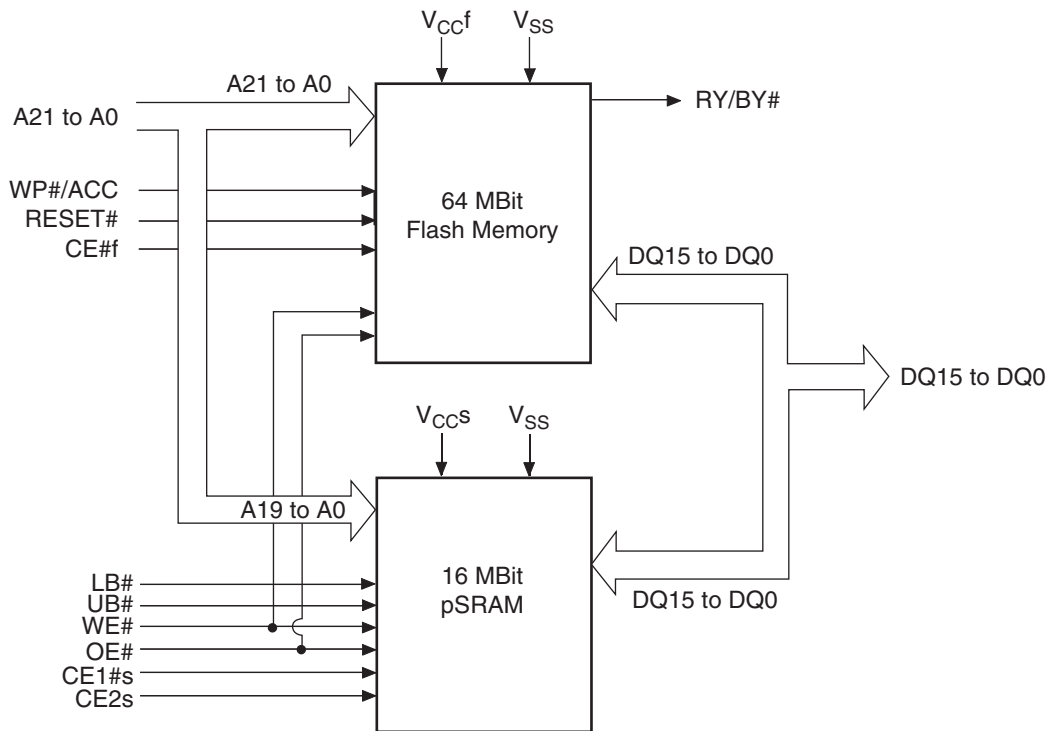 VCCf VSS
A21 to A0
A21 to A0
RY/BY#
WP#/ACC
RESET#
CE#f
64 MBit
Flash Memory
DQ15 to DQ0
DQ15 to DQ0
VCCs VSS
A19 to A0
LB#
UB#
WE#
OE#
CE1#s
CE2s
16 MBit
pSRAM
DQ15 to DQ0